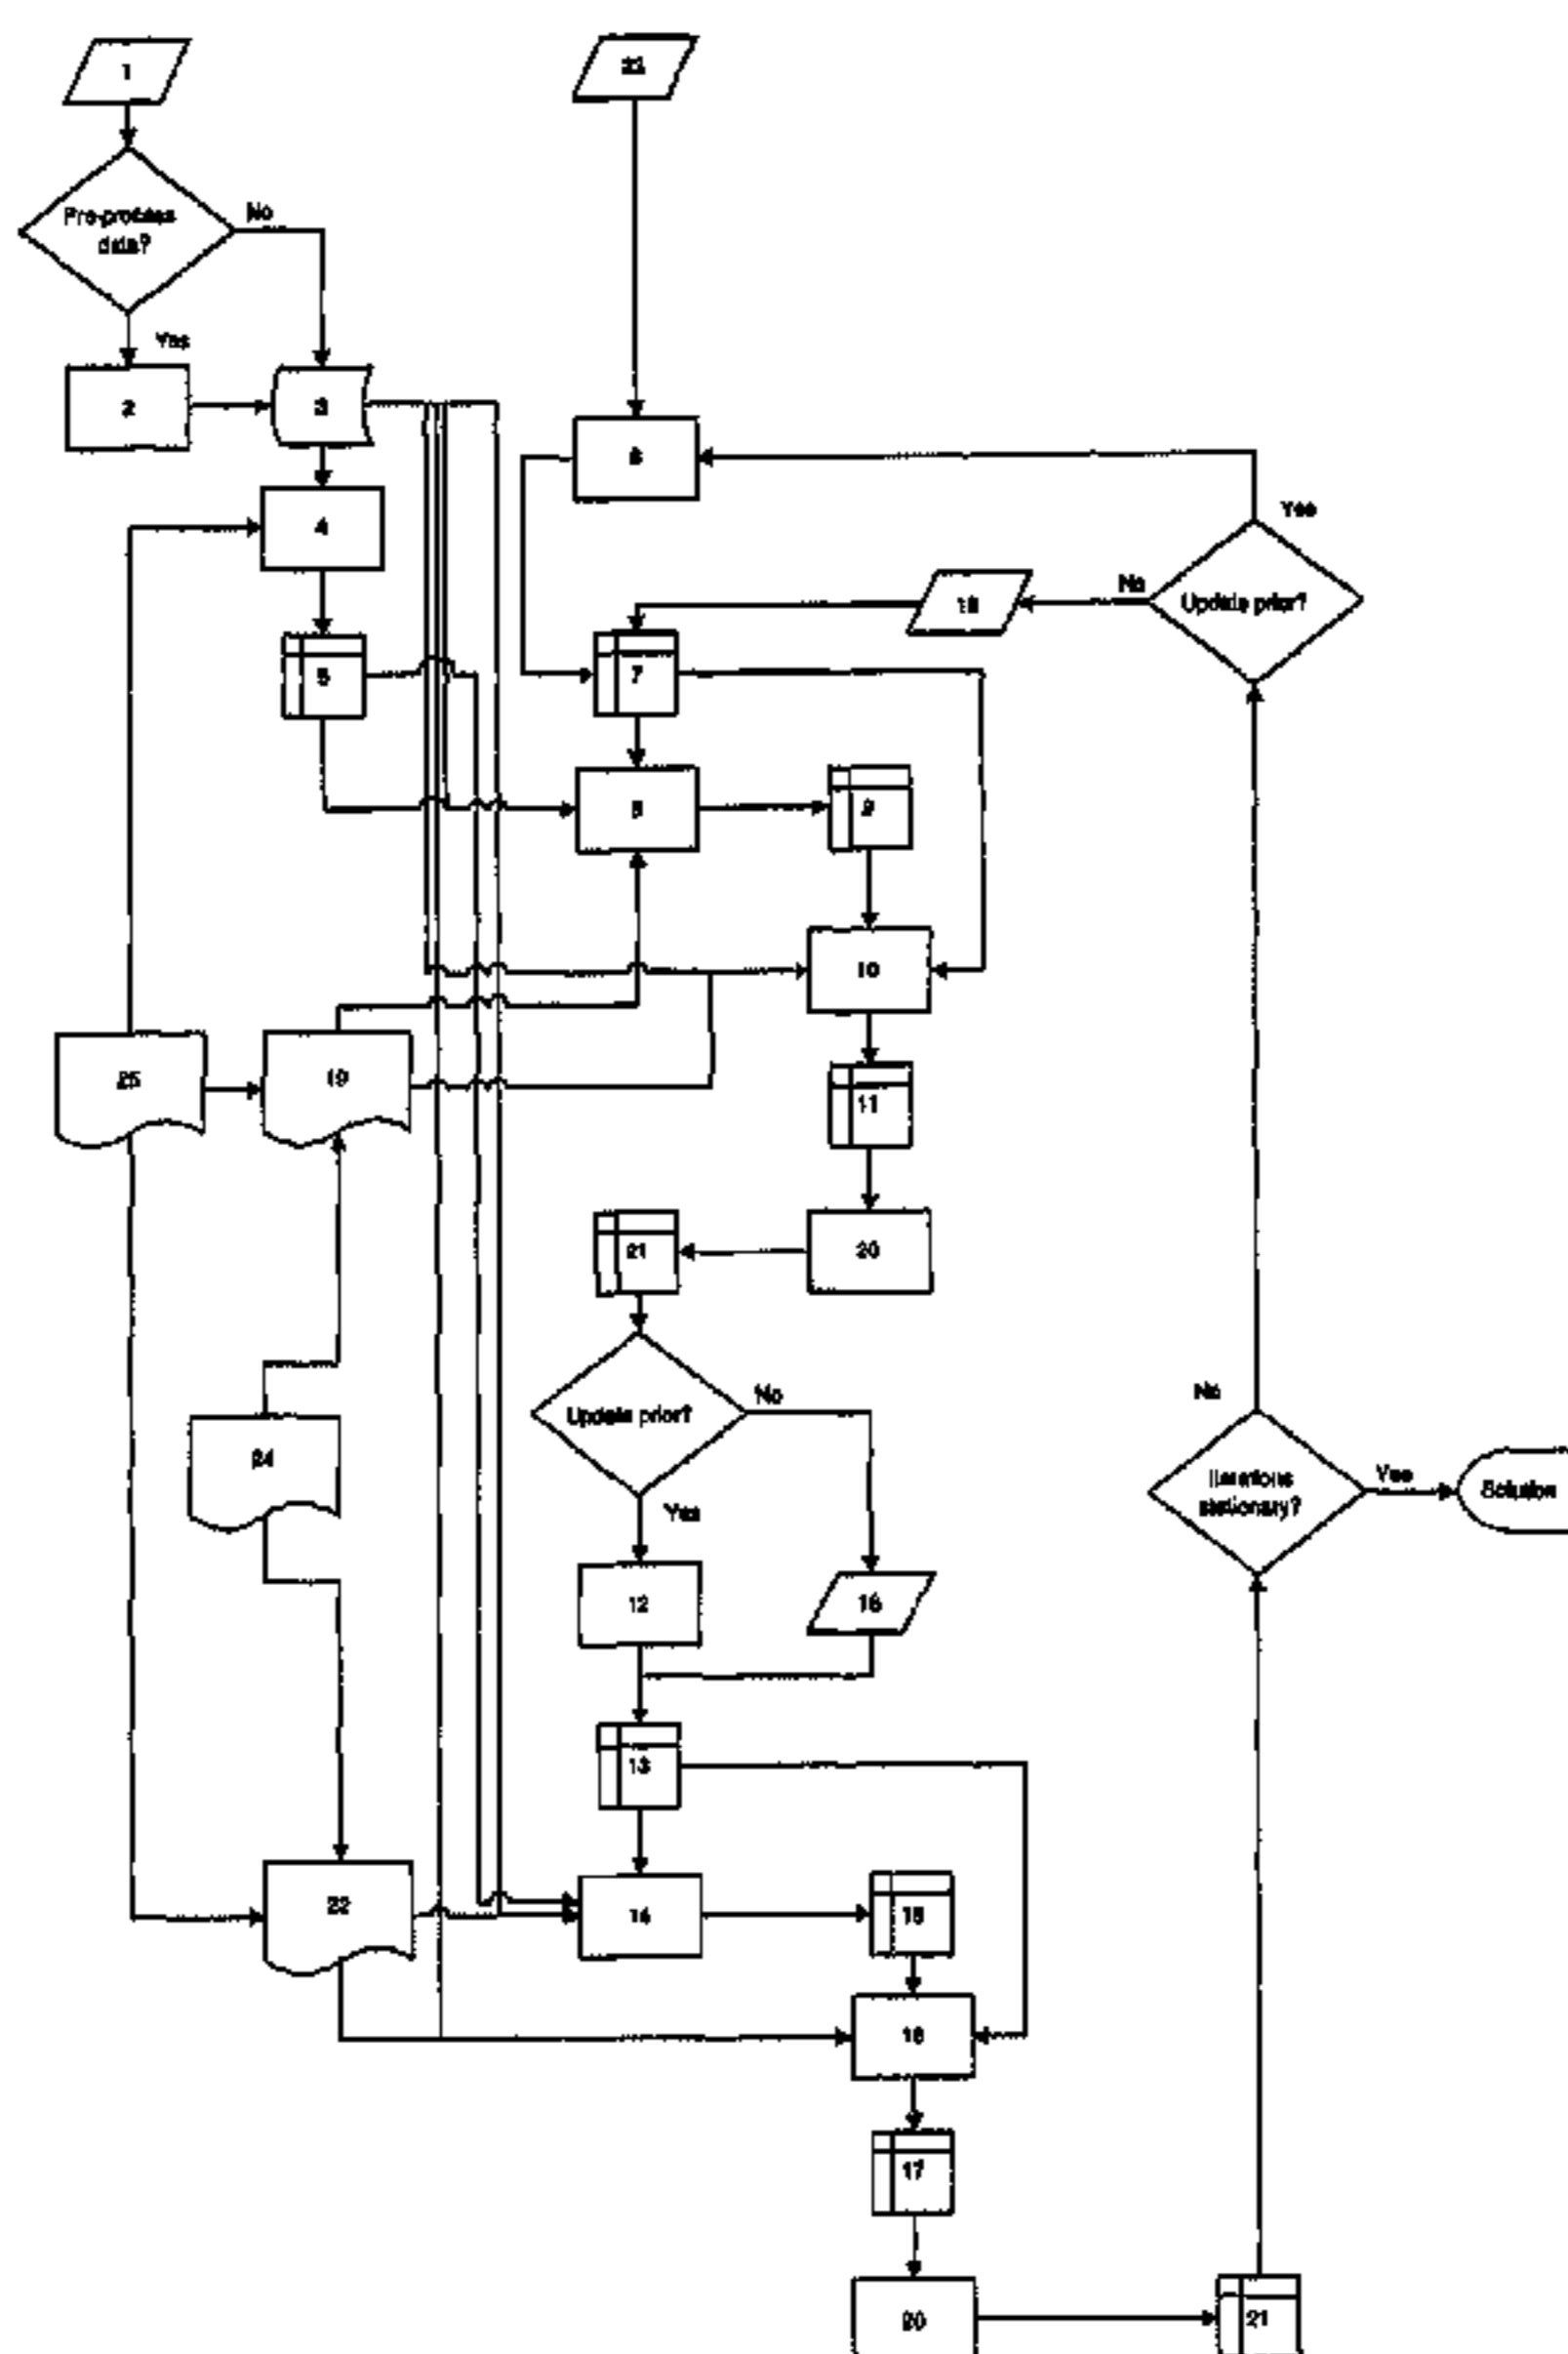 1
Pre-process
data?
No
Yes
2
3
4
5
6
Yes
No
Update prior?
7
8
9
10
25
19
11
21
20
Update prior?
No
Yes
24
12
13
No
Iterations
stationary?
Yes
Solution
22
14
15
16
17
20
21